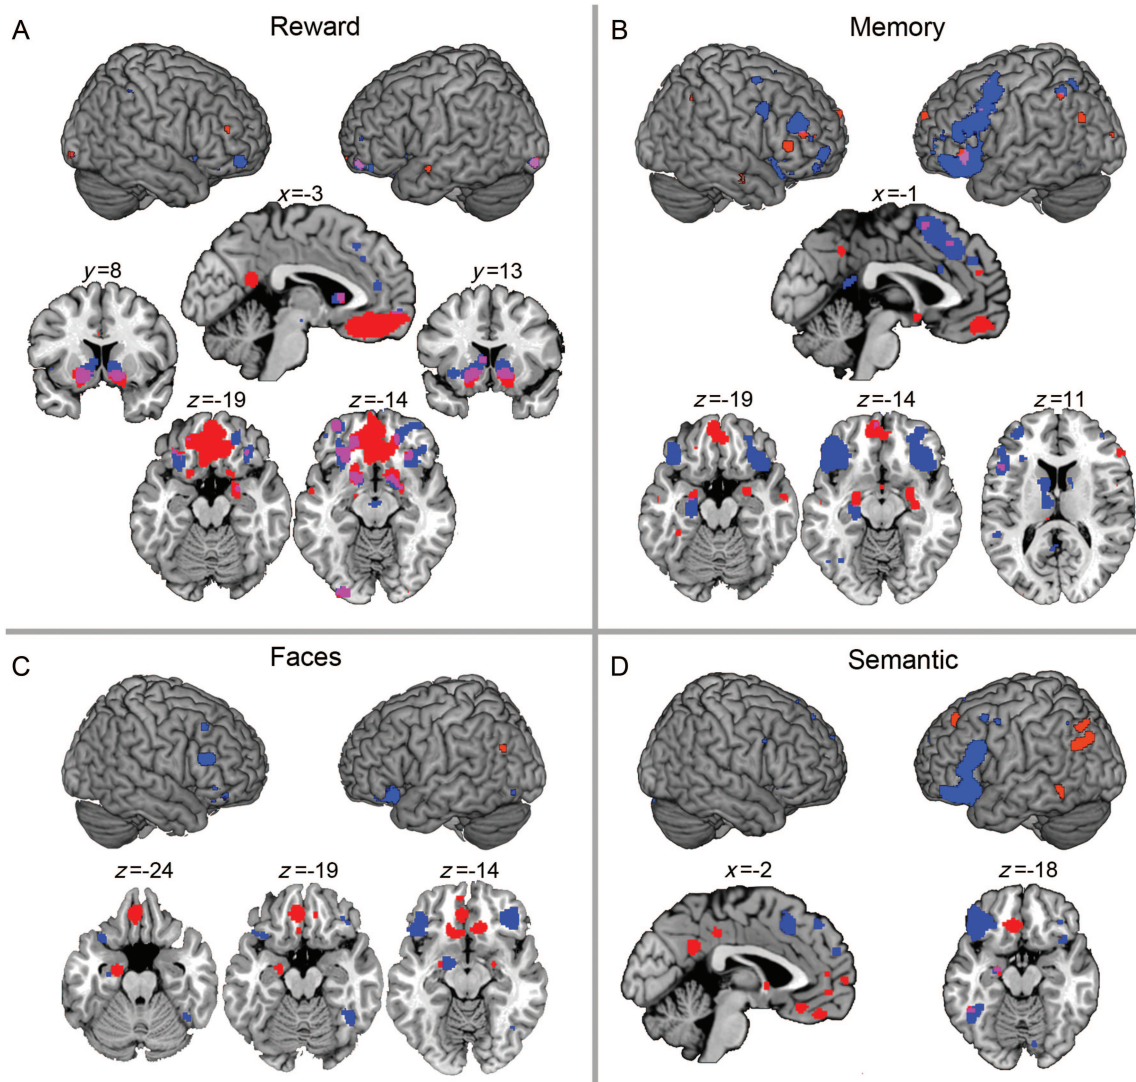 A
Reward
x=-3
y=8
y=13
z=-19
z=-14
B
Memory
x=-1
z=-19
z=-14
z=11
C
Faces
z=-24
z=-19
z=-14
D
Semantic
x=-2
z=-18